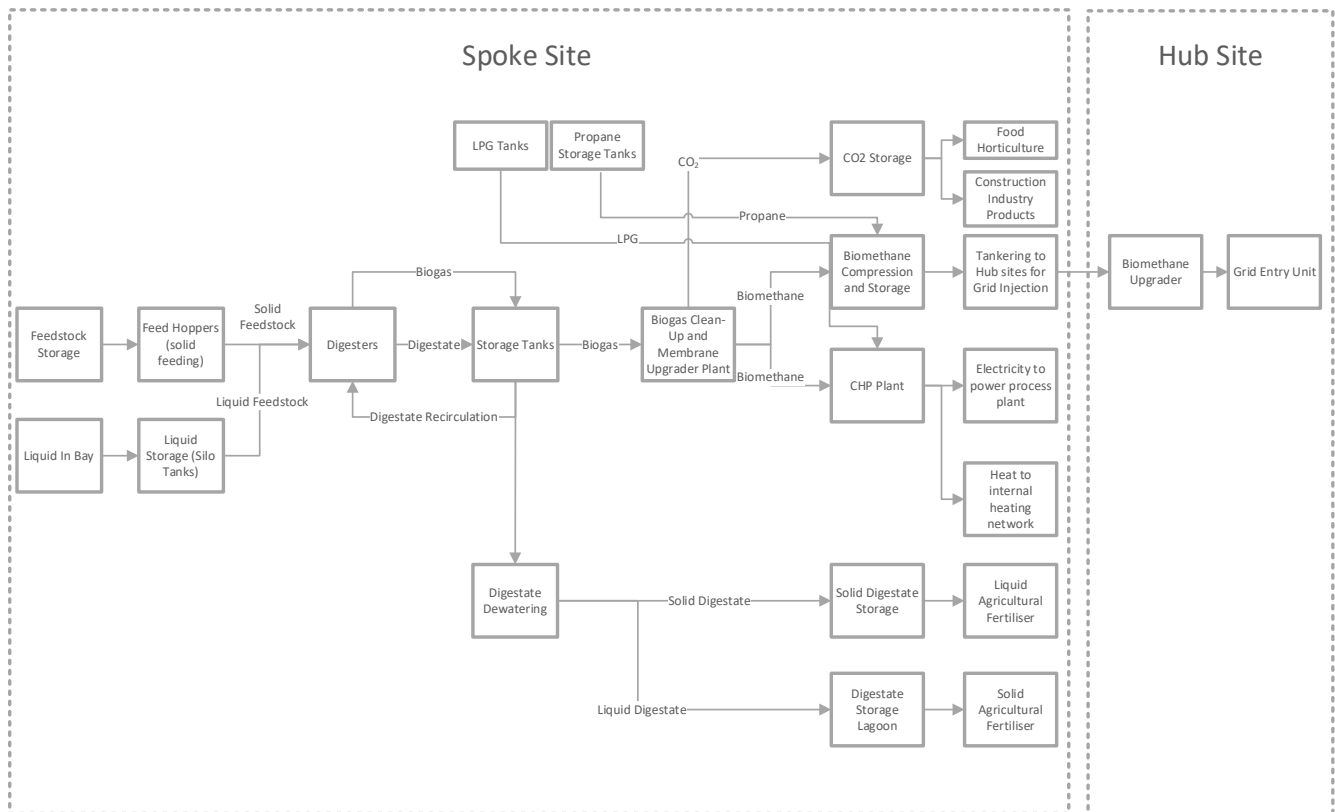 Spoke Site
Hub Site
LPG Tanks
Propane
Storage Tanks
CO2 Storage
Food
Horticulture
CO₂
Construction
Industry
Products
Propane
LPG
Biomethane
Compression
and Storage
Tankering to
Hub sites for
Grid Injection
Biomethane
Upgrader
Grid Entry Unit
Biogas
Biomethane
Solid
Feedstock
Feedstock
Storage
Feed Hoppers
(solid
feeding)
Digesters
Digestate
Storage Tanks
Biogas
Biogas Clean-
Up and
Membrane
Upgrader Plant
Biomethane
CHP Plant
Electricity to
power process
plant
Liquid Feedstock
Digestate Recirculation
Liquid In Bay
Liquid
Storage (Silo
Tanks)
Heat to
internal
heating
network
Digestate
Dewatering
Solid Digestate
Solid Digestate
Storage
Liquid
Agricultural
Fertiliser
Liquid Digestate
Digestate
Storage
Lagoon
Solid
Agricultural
Fertiliser